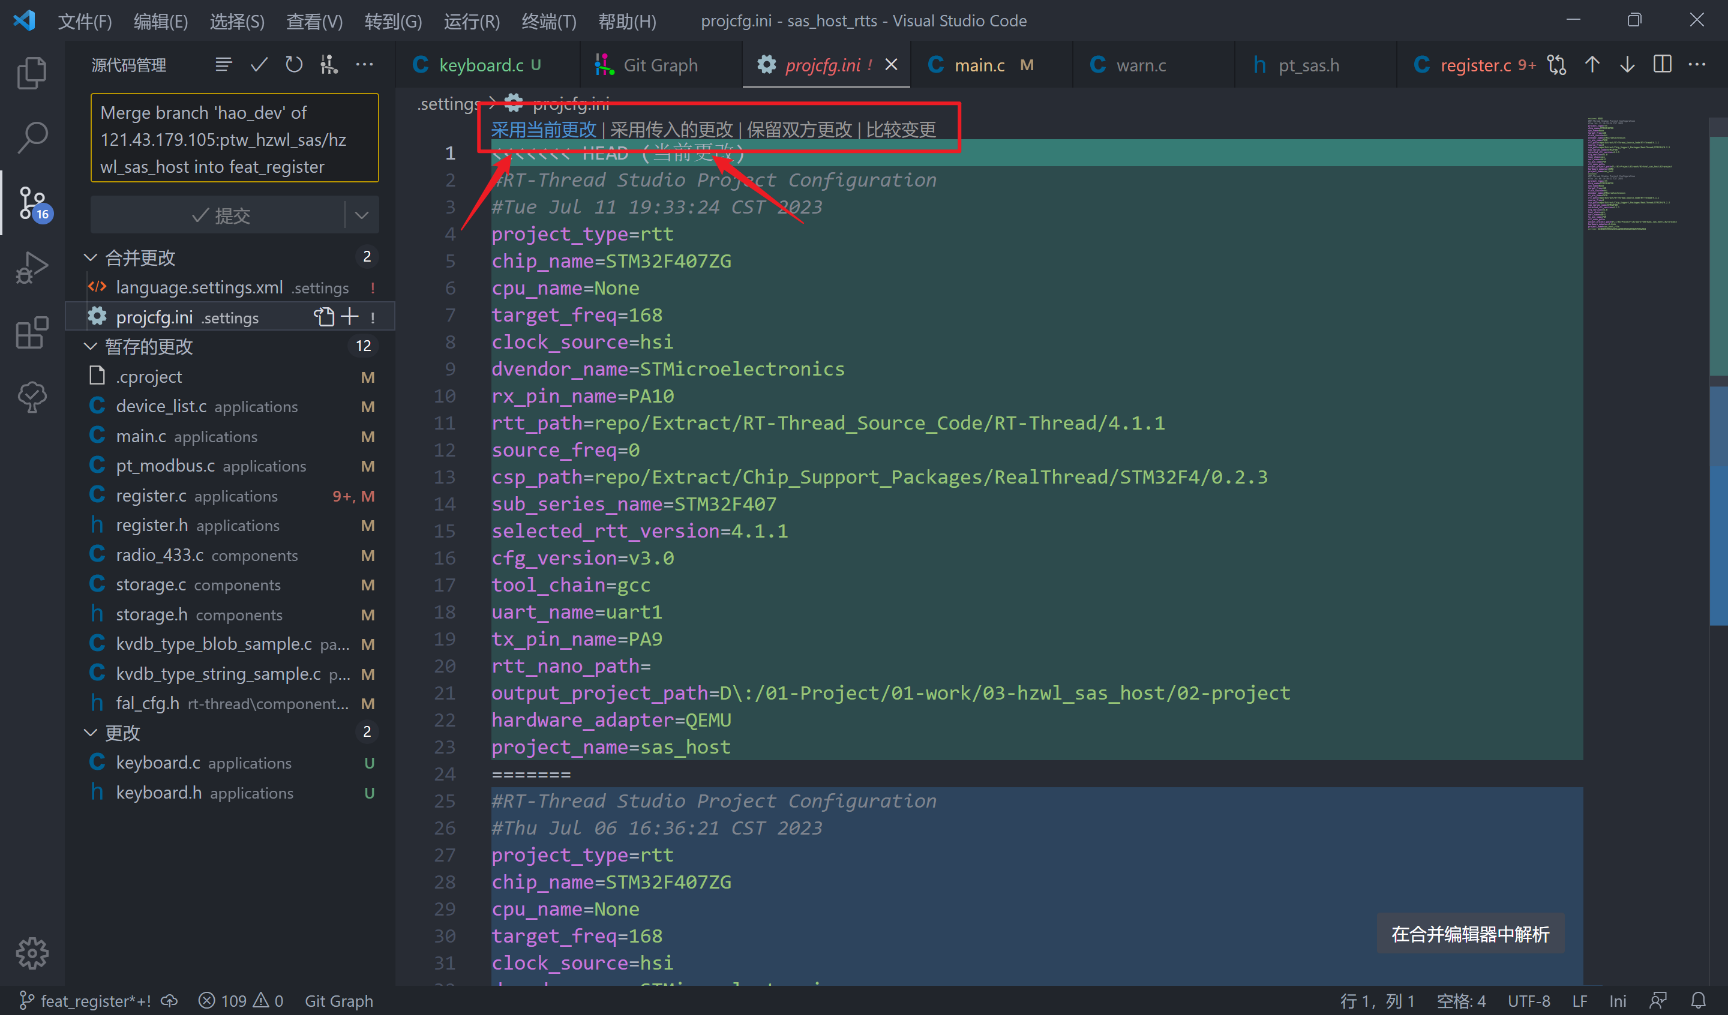 文件(F) 编辑(E) 选择(S) 查看(V) 转到(G) 运行(R) 终端(T) 帮助(H) projcfg.ini - sas_host_rtts - Visual Studio Code
源代码管理
keyboard.c U Git Graph projcfg.ini ! main.c M warn.c pt_sas.h register.c 9+
Merge branch 'hao_dev' of
121.43.179.105:ptw_hzwl_sas/hz
wl_sas_host into feat_register
提交
合并更改 2
language.settings.xml .settings !
projcfg.ini .settings !
暂存的更改 12
.cproject M
device_list.c applications M
main.c applications M
pt_modbus.c applications M
register.c applications 9+, M
register.h applications M
radio_433.c components M
storage.c components M
storage.h components M
kvdb_type_blob_sample.c pa... M
kvdb_type_string_sample.c p... M
fal_cfg.h rt-thread\component... M
更改 2
keyboard.c applications U
keyboard.h applications U
16
.settings > projcfg.ini
采用当前更改 | 采用传入的更改 | 保留双方更改 | 比较变更
1 <<<<<<< HEAD (当前更改)
2 #RT-Thread Studio Project Configuration
3 #Tue Jul 11 19:33:24 CST 2023
4 project_type=rtt
5 chip_name=STM32F407ZG
6 cpu_name=None
7 target_freq=168
8 clock_source=hsi
9 dvendor_name=STMicroelectronics
10 rx_pin_name=PA10
11 rtt_path=repo/Extract/RT-Thread_Source_Code/RT-Thread/4.1.1
12 source_freq=0
13 csp_path=repo/Extract/Chip_Support_Packages/RealThread/STM32F4/0.2.3
14 sub_series_name=STM32F407
15 selected_rtt_version=4.1.1
16 cfg_version=v3.0
17 tool_chain=gcc
18 uart_name=uart1
19 tx_pin_name=PA9
20 rtt_nano_path=
21 output_project_path=D\:/01-Project/01-work/03-hzwl_sas_host/02-project
22 hardware_adapter=QEMU
23 project_name=sas_host
24 =======
25 #RT-Thread Studio Project Configuration
26 #Thu Jul 06 16:36:21 CST 2023
27 project_type=rtt
28 chip_name=STM32F407ZG
29 cpu_name=None
30 target_freq=168
31 clock_source=hsi
在合并编辑器中解析
feat_register*+! 109 0 Git Graph 行 1, 列 1 空格: 4 UTF-8 LF Ini